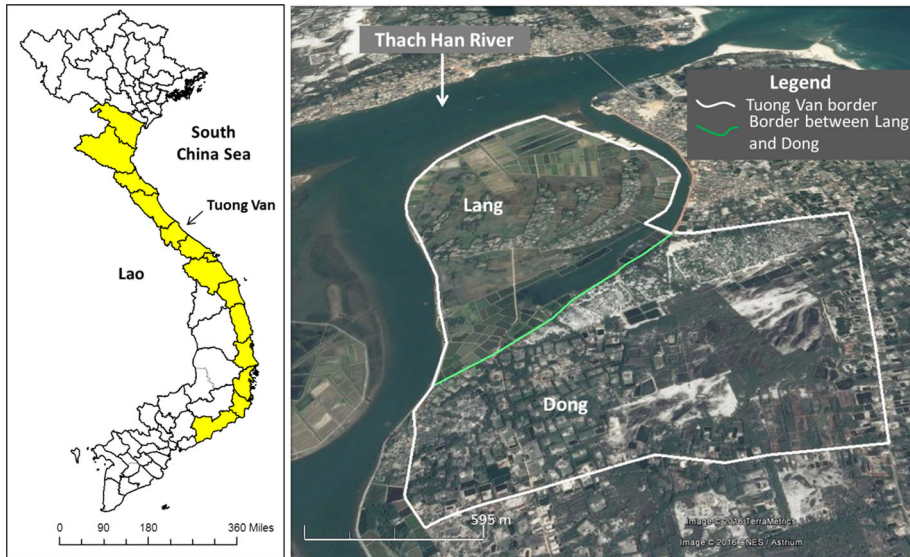 South
China Sea
Tuong Van
Lao
0 90 180 360 Miles
Thach Han River
Legend
Tuong Van border
Border between Lang
and Dong
Lang
Dong
595 m
Image © 2016 TerraMetrics
Image © 2016 CNES / Astrium